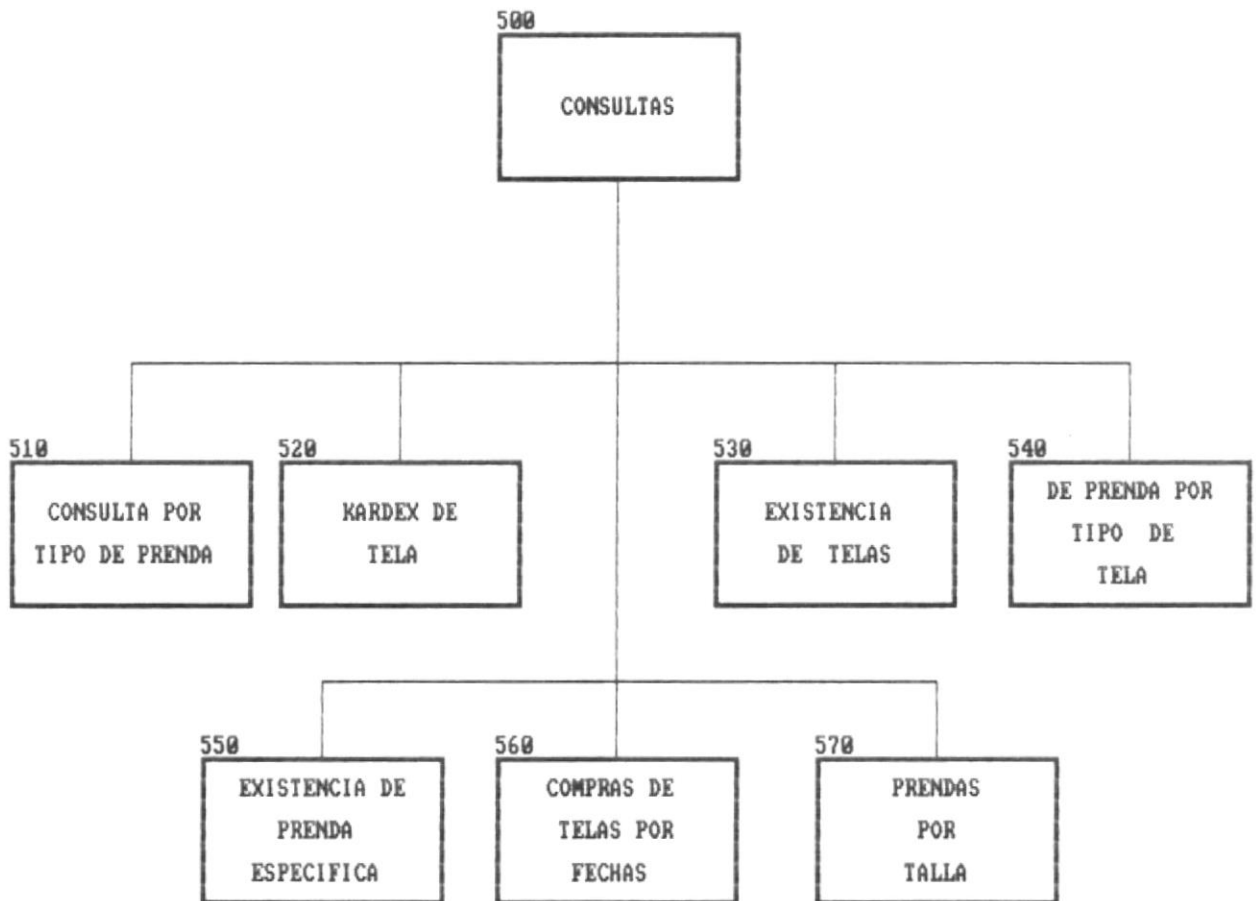 500
CONSULTAS
510
CONSULTA POR
TIPO DE PRENDA
520
KARDEX DE
TELA
530
EXISTENCIA
DE TELAS
540
DE PRENDA POR
TIPO DE
TELA
550
EXISTENCIA DE
PRENDA
ESPECIFICA
560
COMPRAS DE
TELAS POR
FECHAS
570
PRENDAS
POR
TALLA